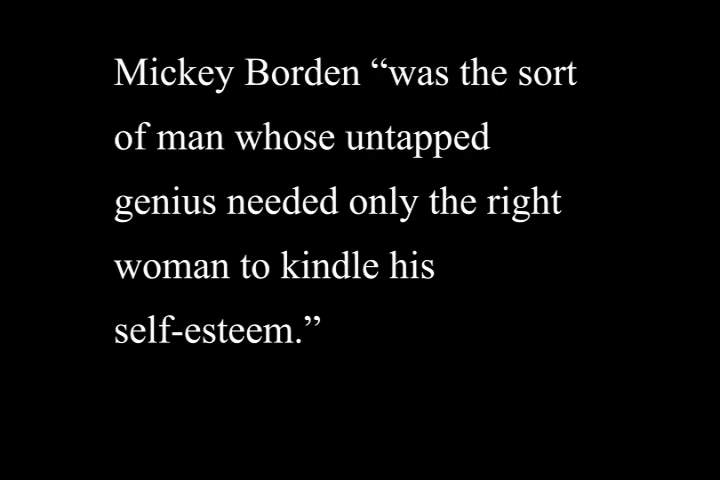 Mickey Borden “was the sort
of man whose untapped
genius needed only the right
woman to kindle his
self-esteem.”